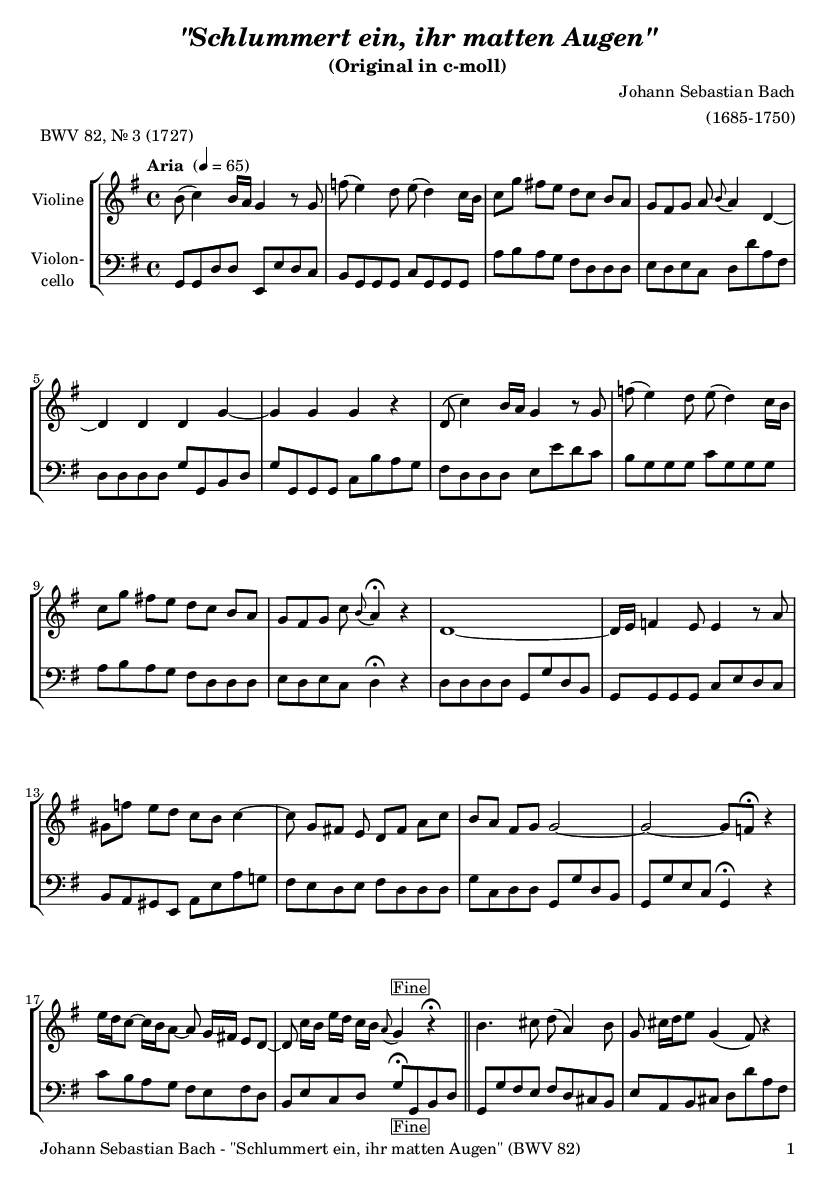 "Schlummert ein, ihr matten Augen"
(Original in c-moll)
Johann Sebastian Bach
(1685-1750)
BWV 82, № 3 (1727)
Aria (♩ = 65)
Violine
Violon-
cello
5
9
13
17
Fine
Fine
Johann Sebastian Bach - "Schlummert ein, ihr matten Augen" (BWV 82) 1